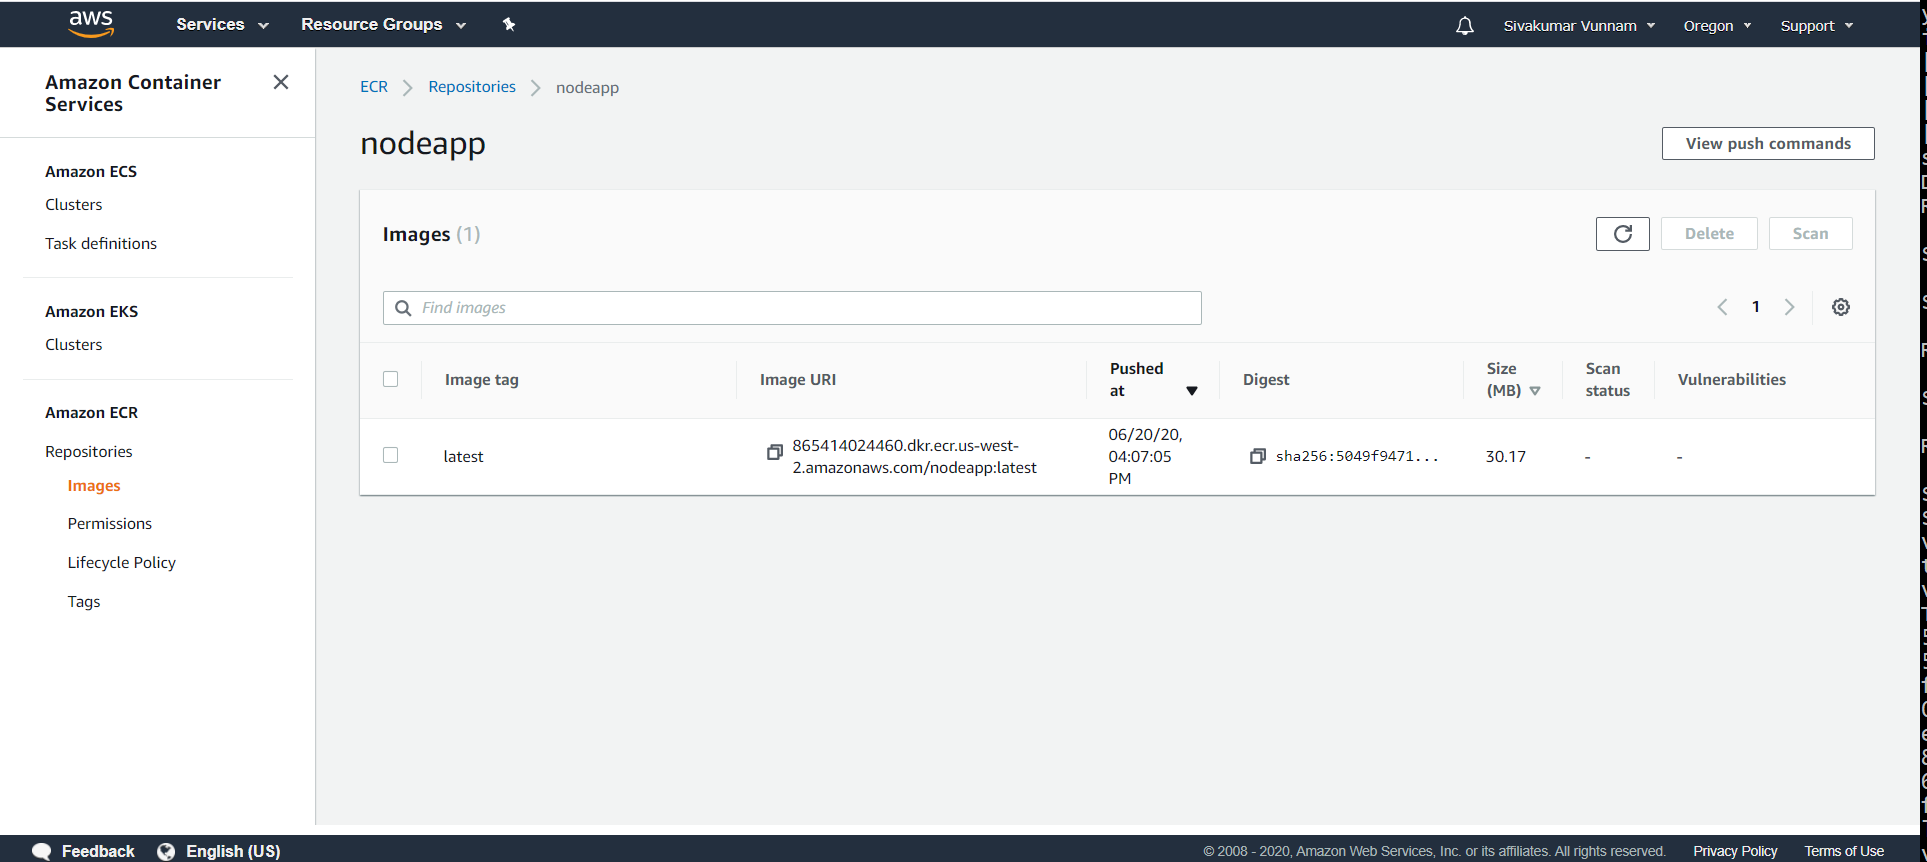 aws
Services
Resource Groups
Sivakumar Vunnam
Oregon
Support
Amazon Container
Services
Amazon ECS
Clusters
Task definitions
Amazon EKS
Clusters
Amazon ECR
Repositories
Images
Permissions
Lifecycle Policy
Tags
ECR
Repositories
nodeapp
nodeapp
View push commands
Images (1)
Delete
Scan
Find images
1
Image tag
Image URI
Pushed
at
Digest
Size
(MB)
Scan
status
Vulnerabilities
latest
865414024460.dkr.ecr.us-west-
2.amazonaws.com/nodeapp:latest
06/20/20,
04:07:05
PM
sha256:5049f9471...
30.17
-
-
Feedback
English (US)
© 2008 - 2020, Amazon Web Services, Inc. or its affiliates. All rights reserved.
Privacy Policy
Terms of Use